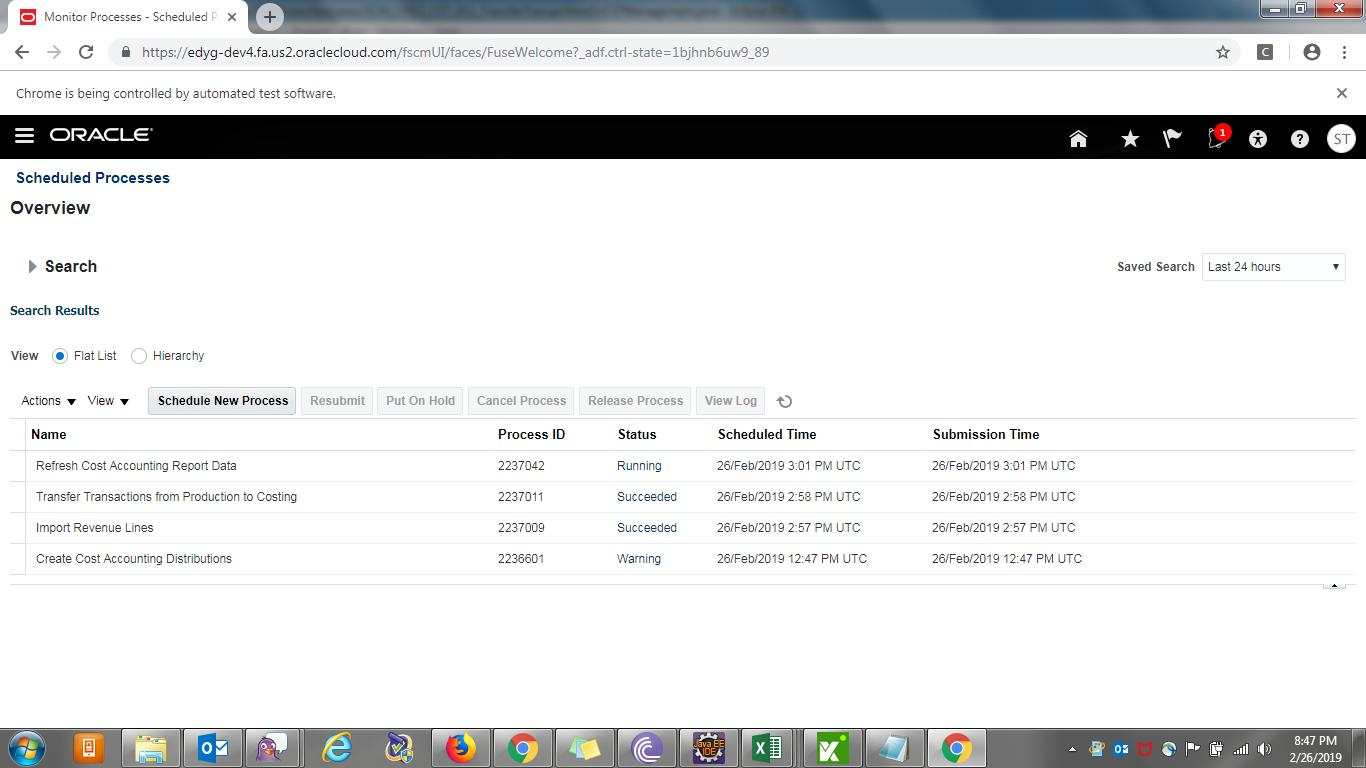 Monitor Processes - Scheduled P
https://edyg-dev4.fa.us2.oraclecloud.com/fscmUI/faces/FuseWelcome?_adf.ctrl-state=1bjhnb6uw9_89
C
Chrome is being controlled by automated test software.
ORACLE
1
?
ST
Scheduled Processes
Overview
Search
Saved Search Last 24 hours
Search Results
View Flat List Hierarchy
Actions View Schedule New Process Resubmit Put On Hold Cancel Process Release Process View Log
Name Process ID Status Scheduled Time Submission Time
Refresh Cost Accounting Report Data 2237042 Running 26/Feb/2019 3:01 PM UTC 26/Feb/2019 3:01 PM UTC
Transfer Transactions from Production to Costing 2237011 Succeeded 26/Feb/2019 2:58 PM UTC 26/Feb/2019 2:58 PM UTC
Import Revenue Lines 2237009 Succeeded 26/Feb/2019 2:57 PM UTC 26/Feb/2019 2:57 PM UTC
Create Cost Accounting Distributions 2236601 Warning 26/Feb/2019 12:47 PM UTC 26/Feb/2019 12:47 PM UTC
Java EE
IDE
8:47 PM
2/26/2019